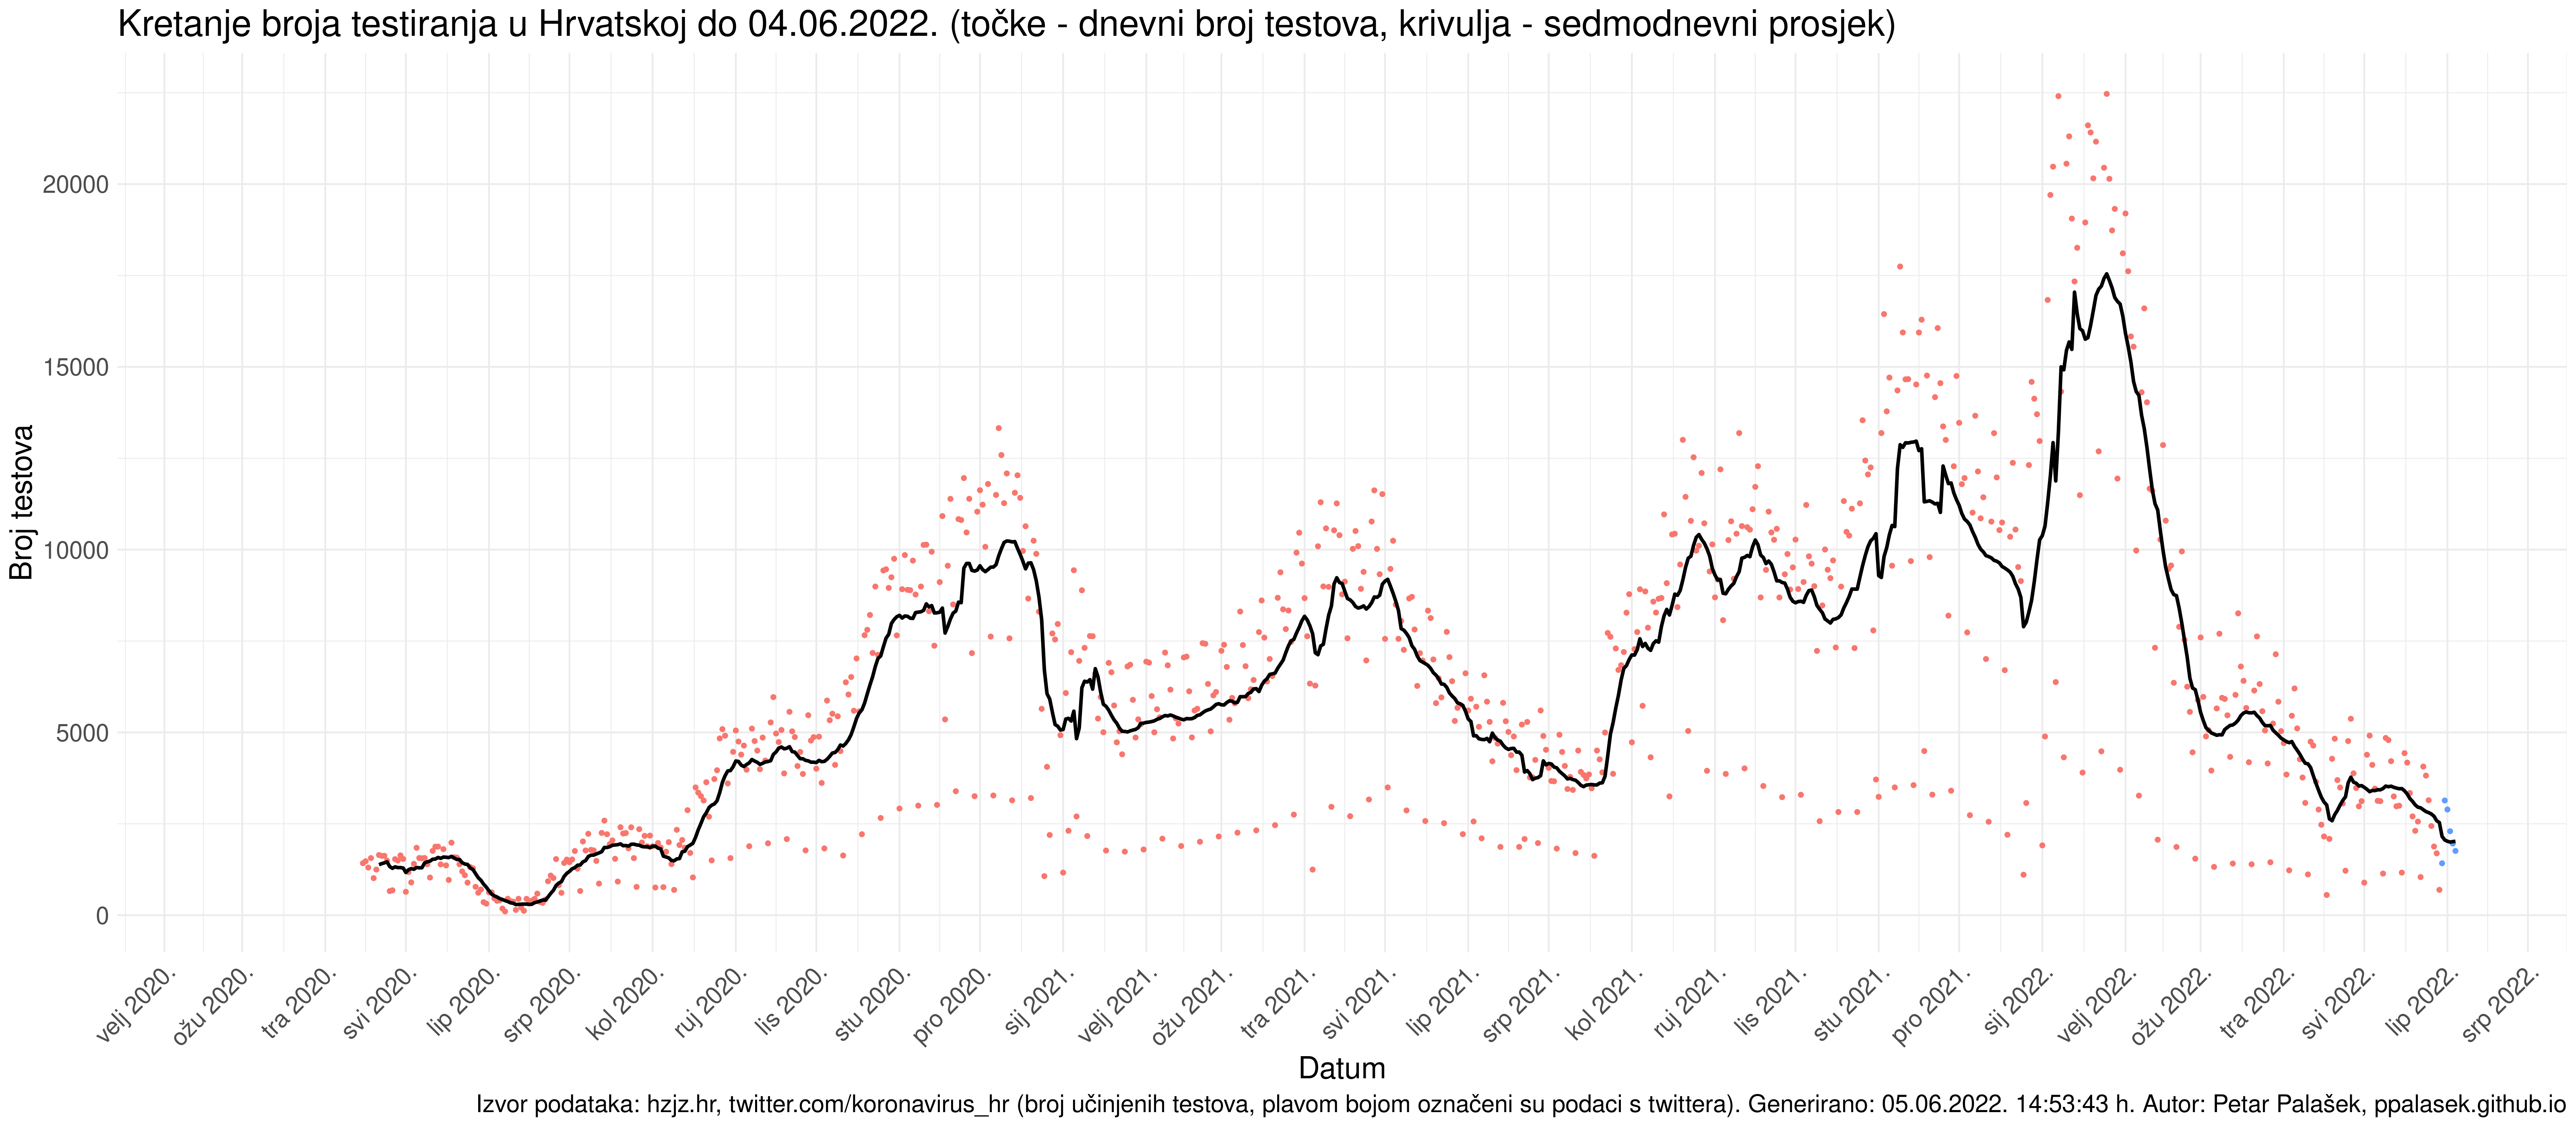 Kretanje broja testiranja u Hrvatskoj do 04.06.2022. (točke - dnevni broj testova, krivulja - sedmodnevni prosjek)
Broj testova
20000
15000
10000
5000
0
velj 2020.
ožu 2020.
tra 2020.
svi 2020.
lip 2020.
srp 2020.
kol 2020.
ruj 2020.
lis 2020.
stu 2020.
pro 2020.
sij 2021.
velj 2021.
ožu 2021.
tra 2021.
svi 2021.
lip 2021.
srp 2021.
kol 2021.
ruj 2021.
lis 2021.
stu 2021.
pro 2021.
sij 2022.
velj 2022.
ožu 2022.
tra 2022.
svi 2022.
lip 2022.
srp 2022.
Datum
Izvor podataka: hzjz.hr, twitter.com/koronavirus_hr (broj učinjenih testova, plavom bojom označeni su podaci s twittera). Generirano: 05.06.2022. 14:53:43 h. Autor: Petar Palašek, ppalasek.github.io